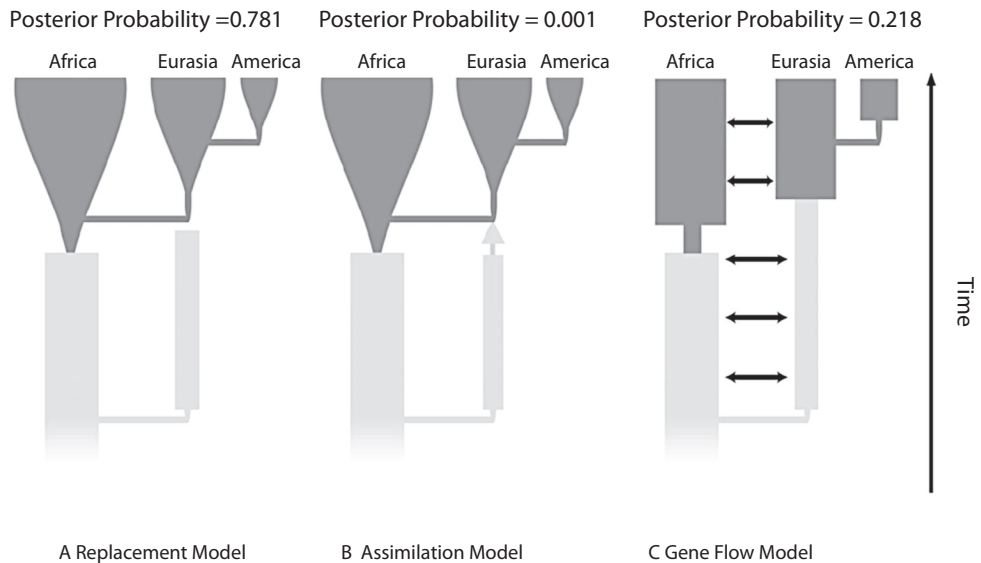 Posterior Probability =0.781
Posterior Probability = 0.001
Posterior Probability = 0.218
Africa
Eurasia
America
Africa
Eurasia
America
Africa
Eurasia
America
Time
A Replacement Model
B Assimilation Model
C Gene Flow Model